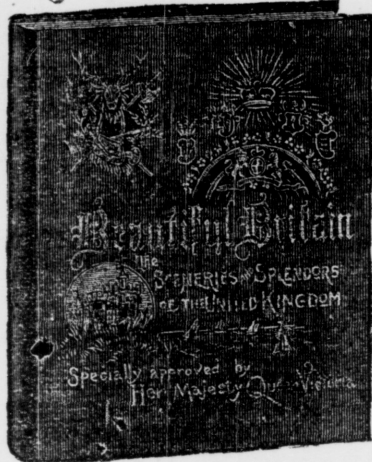 Beautiful Britain
The
SCENERIES AND SPLENDORS
OF THE UNITED KINGDOM
Specially approved by
Her Majesty Queen Victoria